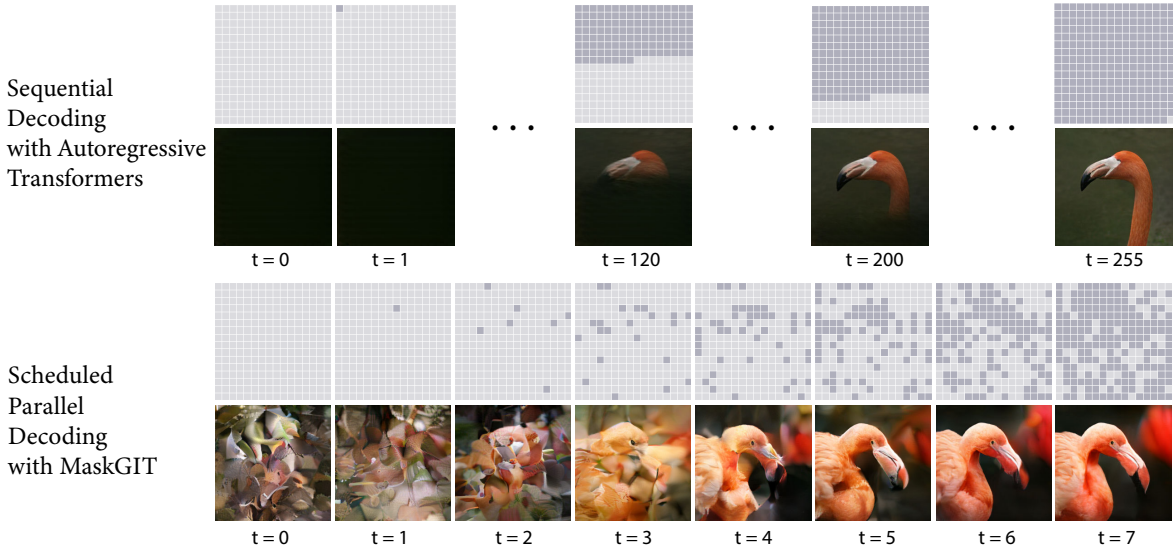 Sequential
Decoding
with Autoregressive
Transformers
...
...
...
t = 0
t = 1
t = 120
t = 200
t = 255
Scheduled
Parallel
Decoding
with MaskGIT
t = 0
t = 1
t = 2
t = 3
t = 4
t = 5
t = 6
t = 7